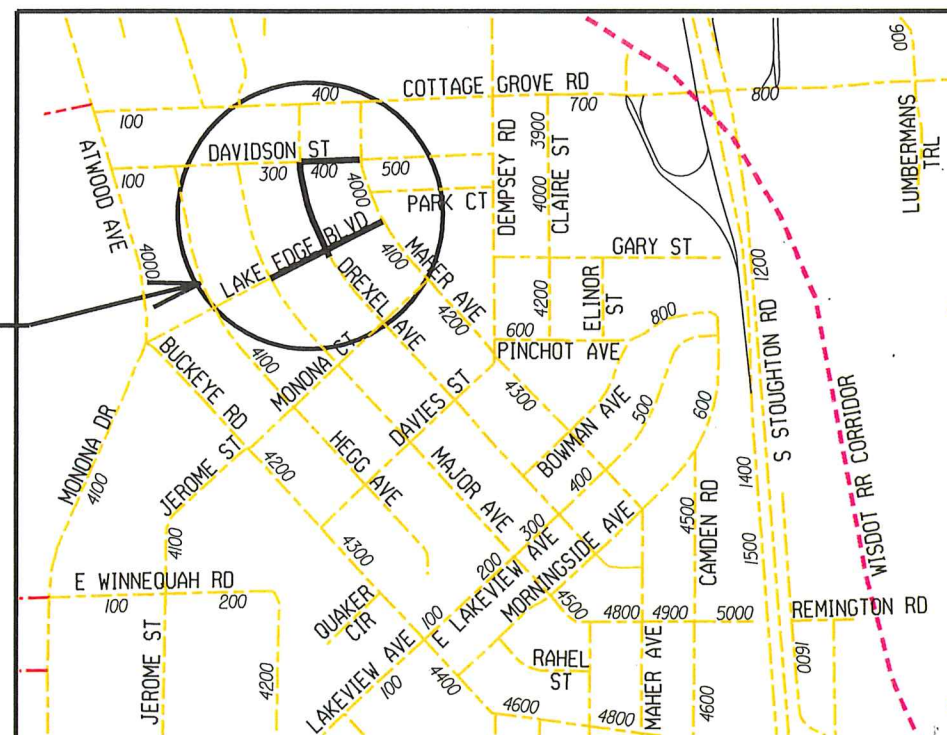 COTTAGE GROVE RD
400
100
700
800
900
LUMBERMANS
TRL
ATWOOD AVE
DAVIDSON ST
100
300
400
500
4000
PARK CT
DEMPSEY RD
3900
4000
4200
CLAIRE ST
GARY ST
ELINOR
ST
LAKE EDGE BLVD
4000
MAHER AVE
4100
4200
4300
DREXEL AVE
1200
800
600
PINCHOT AVE
BUCKEYE RD
4100
MONONA CT
DAVIES ST
MONONA DR
4100
JEROME ST
4200
HEGG AVE
MAJOR AVE
BOWMAN AVE
500
600
400
300
200
100
S STOUGHTON RD
WISDOT RR CORRIDOR
1400
1500
1600
400
4300
4500
CAMDEN RD
E WINNEQUAH RD
100
200
QUAKER
CIR
E LAKEVIEW AVE
MORNINGSIDE AVE
4500
4800
4900
5000
REMINGTON RD
JEROME ST
4200
LAKEVIEW AVE
100
4400
RAHEL
ST
MAHER AVE
4600
4600
4800